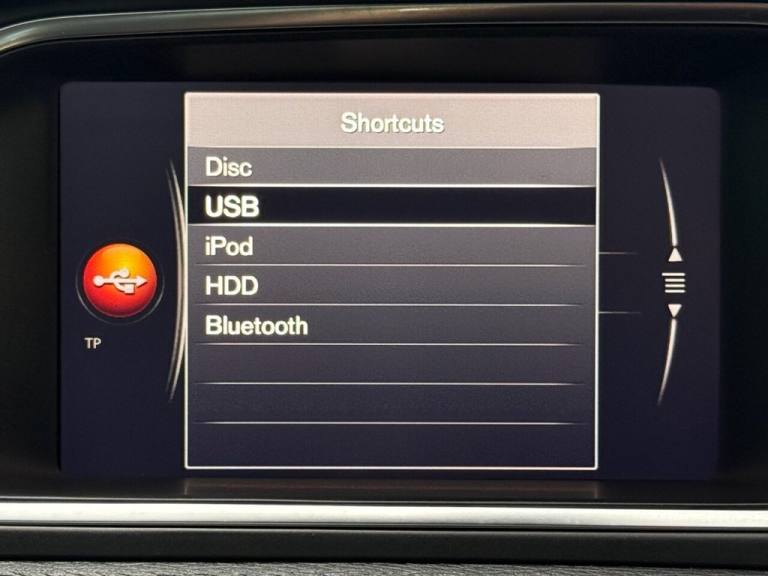 Shortcuts
Disc
USB
iPod
HDD
Bluetooth
TP